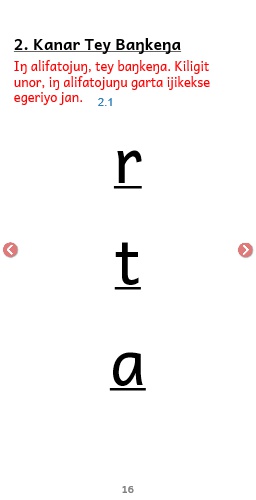 2. Kanar Tey Baŋkeŋa
Iŋ alifatojuŋ, tey baŋkeŋa. Kiligit
unor, iŋ alifatojuŋu garta ijikekse
egeriyo jan.
2.1
r
t
a
16